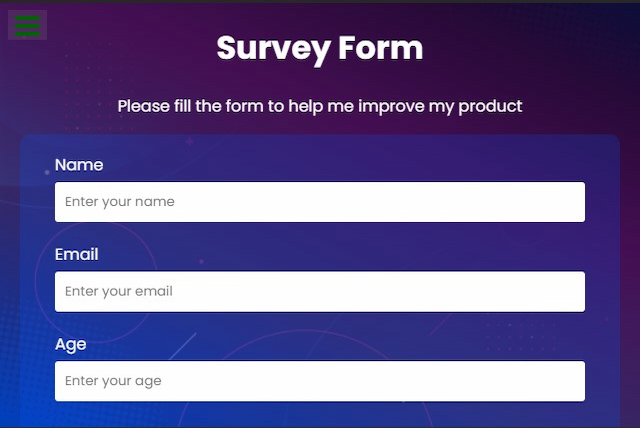 Survey Form
Please fill the form to help me improve my product
Name
Enter your name
Email
Enter your email
Age
Enter your age